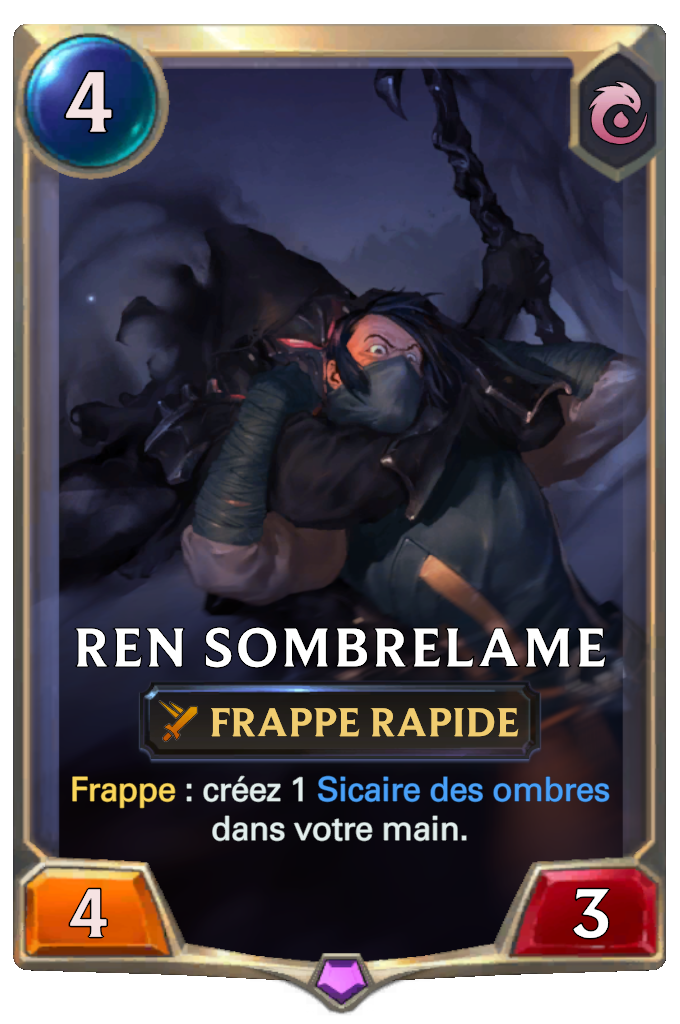 4
REN SOMBRELAME
FRAPPE RAPIDE
Frappe : créez 1 Sicaire des ombres
dans votre main.
4
3